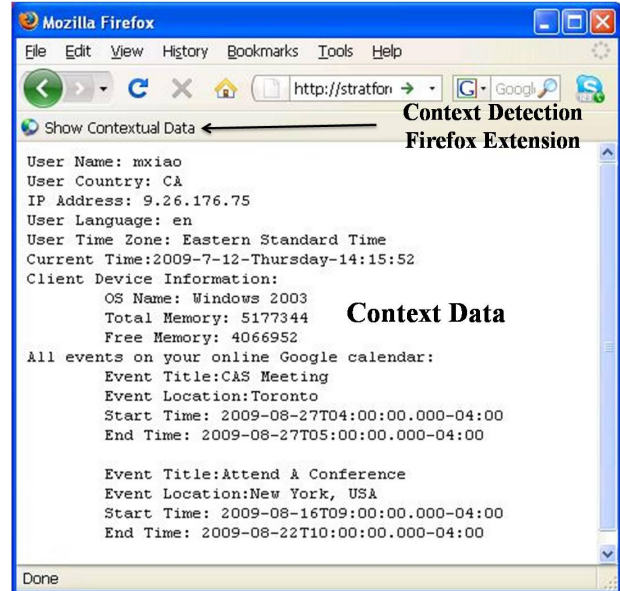 Mozilla Firefox
File Edit View History Bookmarks Tools Help
http://stratfor G Googl
Show Contextual Data
Context Detection
Firefox Extension
User Name: mxiao
User Country: CA
IP Address: 9.26.176.75
User Language: en
User Time Zone: Eastern Standard Time
Current Time:2009-7-12-Thursday-14:15:52
Client Device Information:
OS Name: Windows 2003
Total Memory: 5177344
Context Data
Free Memory: 4066952
All events on your online Google calendar:
Event Title:CAS Meeting
Event Location:Toronto
Start Time: 2009-08-27T04:00:00.000-04:00
End Time: 2009-08-27T05:00:00.000-04:00
Event Title:Attend A Conference
Event Location:New York, USA
Start Time: 2009-08-16T09:00:00.000-04:00
End Time: 2009-08-22T10:00:00.000-04:00
Done